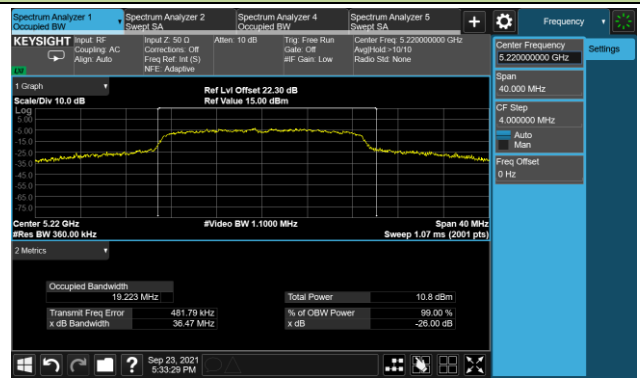 Spectrum Analyzer 1
Occupied BW
Spectrum Analyzer 2
Swept SA
Spectrum Analyzer 4
Occupied BW
Spectrum Analyzer 5
Swept SA
+
Frequency
KEYSIGHT
Input: RF
Coupling: AC
Align: Auto
Input Z: 50 Ω
Corrections: Off
Freq Ref: Int (S)
NFE: Adaptive
Atten: 10 dB
Trig: Free Run
Gate: Off
#IF Gain: Low
Center Freq: 5.220000000 GHz
Avg|Hold:>10/10
Radio Std: None
Center Frequency
5.220000000 GHz
Settings
Span
40.000 MHz
CF Step
4.000000 MHz
Auto
Man
Freq Offset
0 Hz
1 Graph
Scale/Div 10.0 dB
Ref Lvl Offset 22.30 dB
Ref Value 15.00 dBm
Log
5.00
-5.00
-15.0
-25.0
-35.0
-45.0
-55.0
-65.0
-75.0
Center 5.22 GHz
#Res BW 360.00 kHz
#Video BW 1.1000 MHz
Span 40 MHz
Sweep 1.07 ms (2001 pts)
2 Metrics
Occupied Bandwidth
19.223 MHz
Total Power
10.8 dBm
Transmit Freq Error
481.79 kHz
% of OBW Power
99.00 %
x dB Bandwidth
36.47 MHz
x dB
-26.00 dB
?
Sep 23, 2021
5:33:29 PM